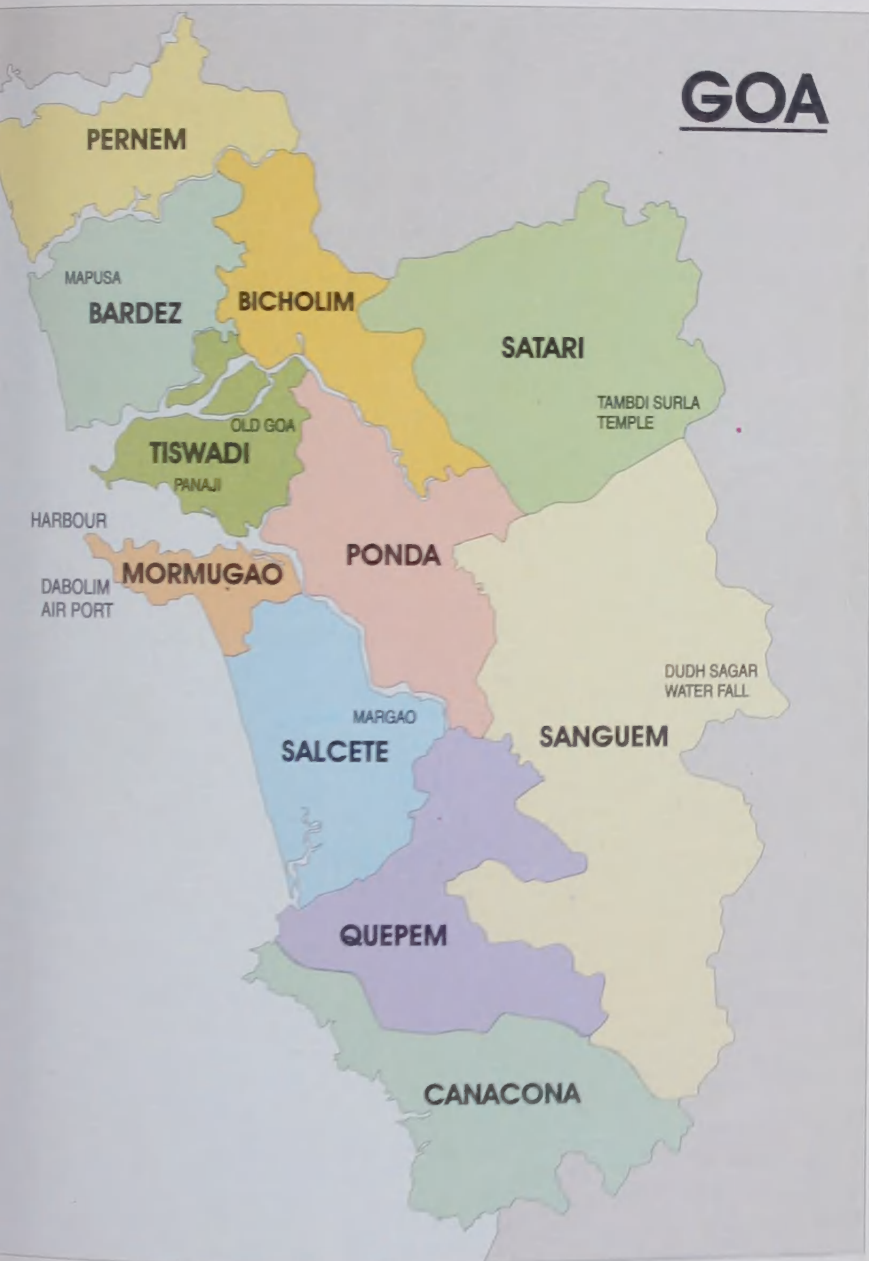 GOA
PERNEM
MAPUSA
BARDEZ
BICHOLIM
SATARI
TAMBDI SURLA
TEMPLE
OLD GOA
TISWADI
PANAJI
HARBOUR
MORMUGAO
DABOLIM
AIR PORT
PONDA
DUDH SAGAR
WATER FALL
MARGAO
SALCETE
SANGUEM
QUEPEM
CANACONA